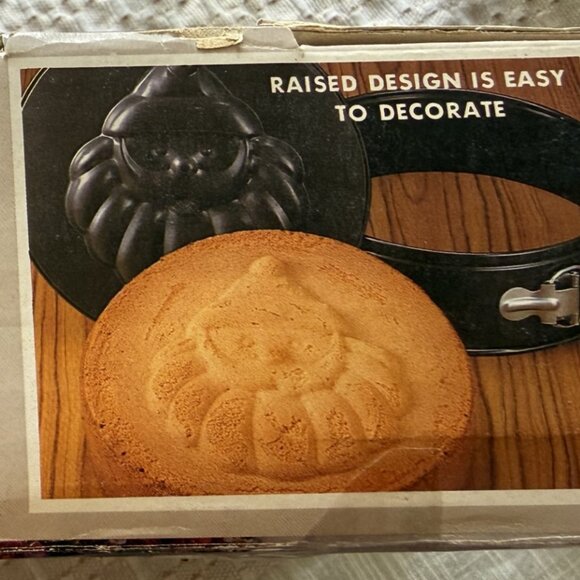 RAISED DESIGN IS EASY
TO DECORATE